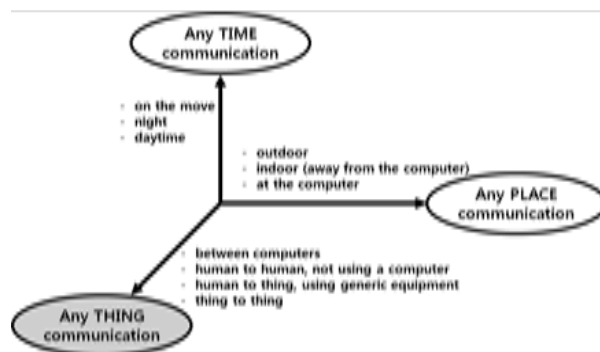 Any TIME
communication
on the move
night
daytime
outdoor
indoor (away from the computer)
at the computer
Any PLACE
communication
between computers
human to human, not using a computer
human to thing, using generic equipment
thing to thing
Any THING
communication